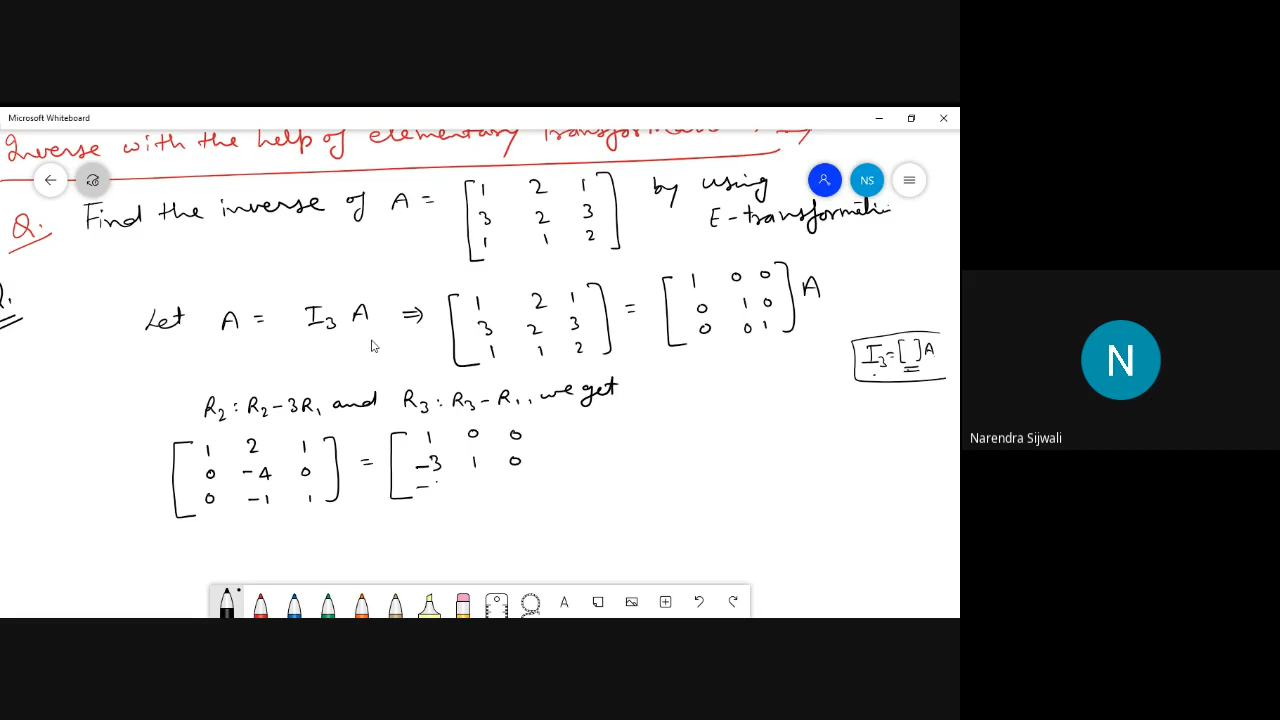 Microsoft Whiteboard
Inverse with the help of elementary
NS
Q. Find the inverse of A = [1 2 1
3 2 3
1 1 2] by using
E-transformati
Let A = I3 A ⇒ [1 2 1
3 2 3
1 1 2] = [1 0 0
0 1 0
0 0 1] A
I3 = [ ] A
R2 : R2 - 3R1 and R3 : R3 - R1, we get
[1 2 1
0 -4 0
0 -1 1] = [1 0 0
-3 1 0
-
A
N
Narendra Sijwali